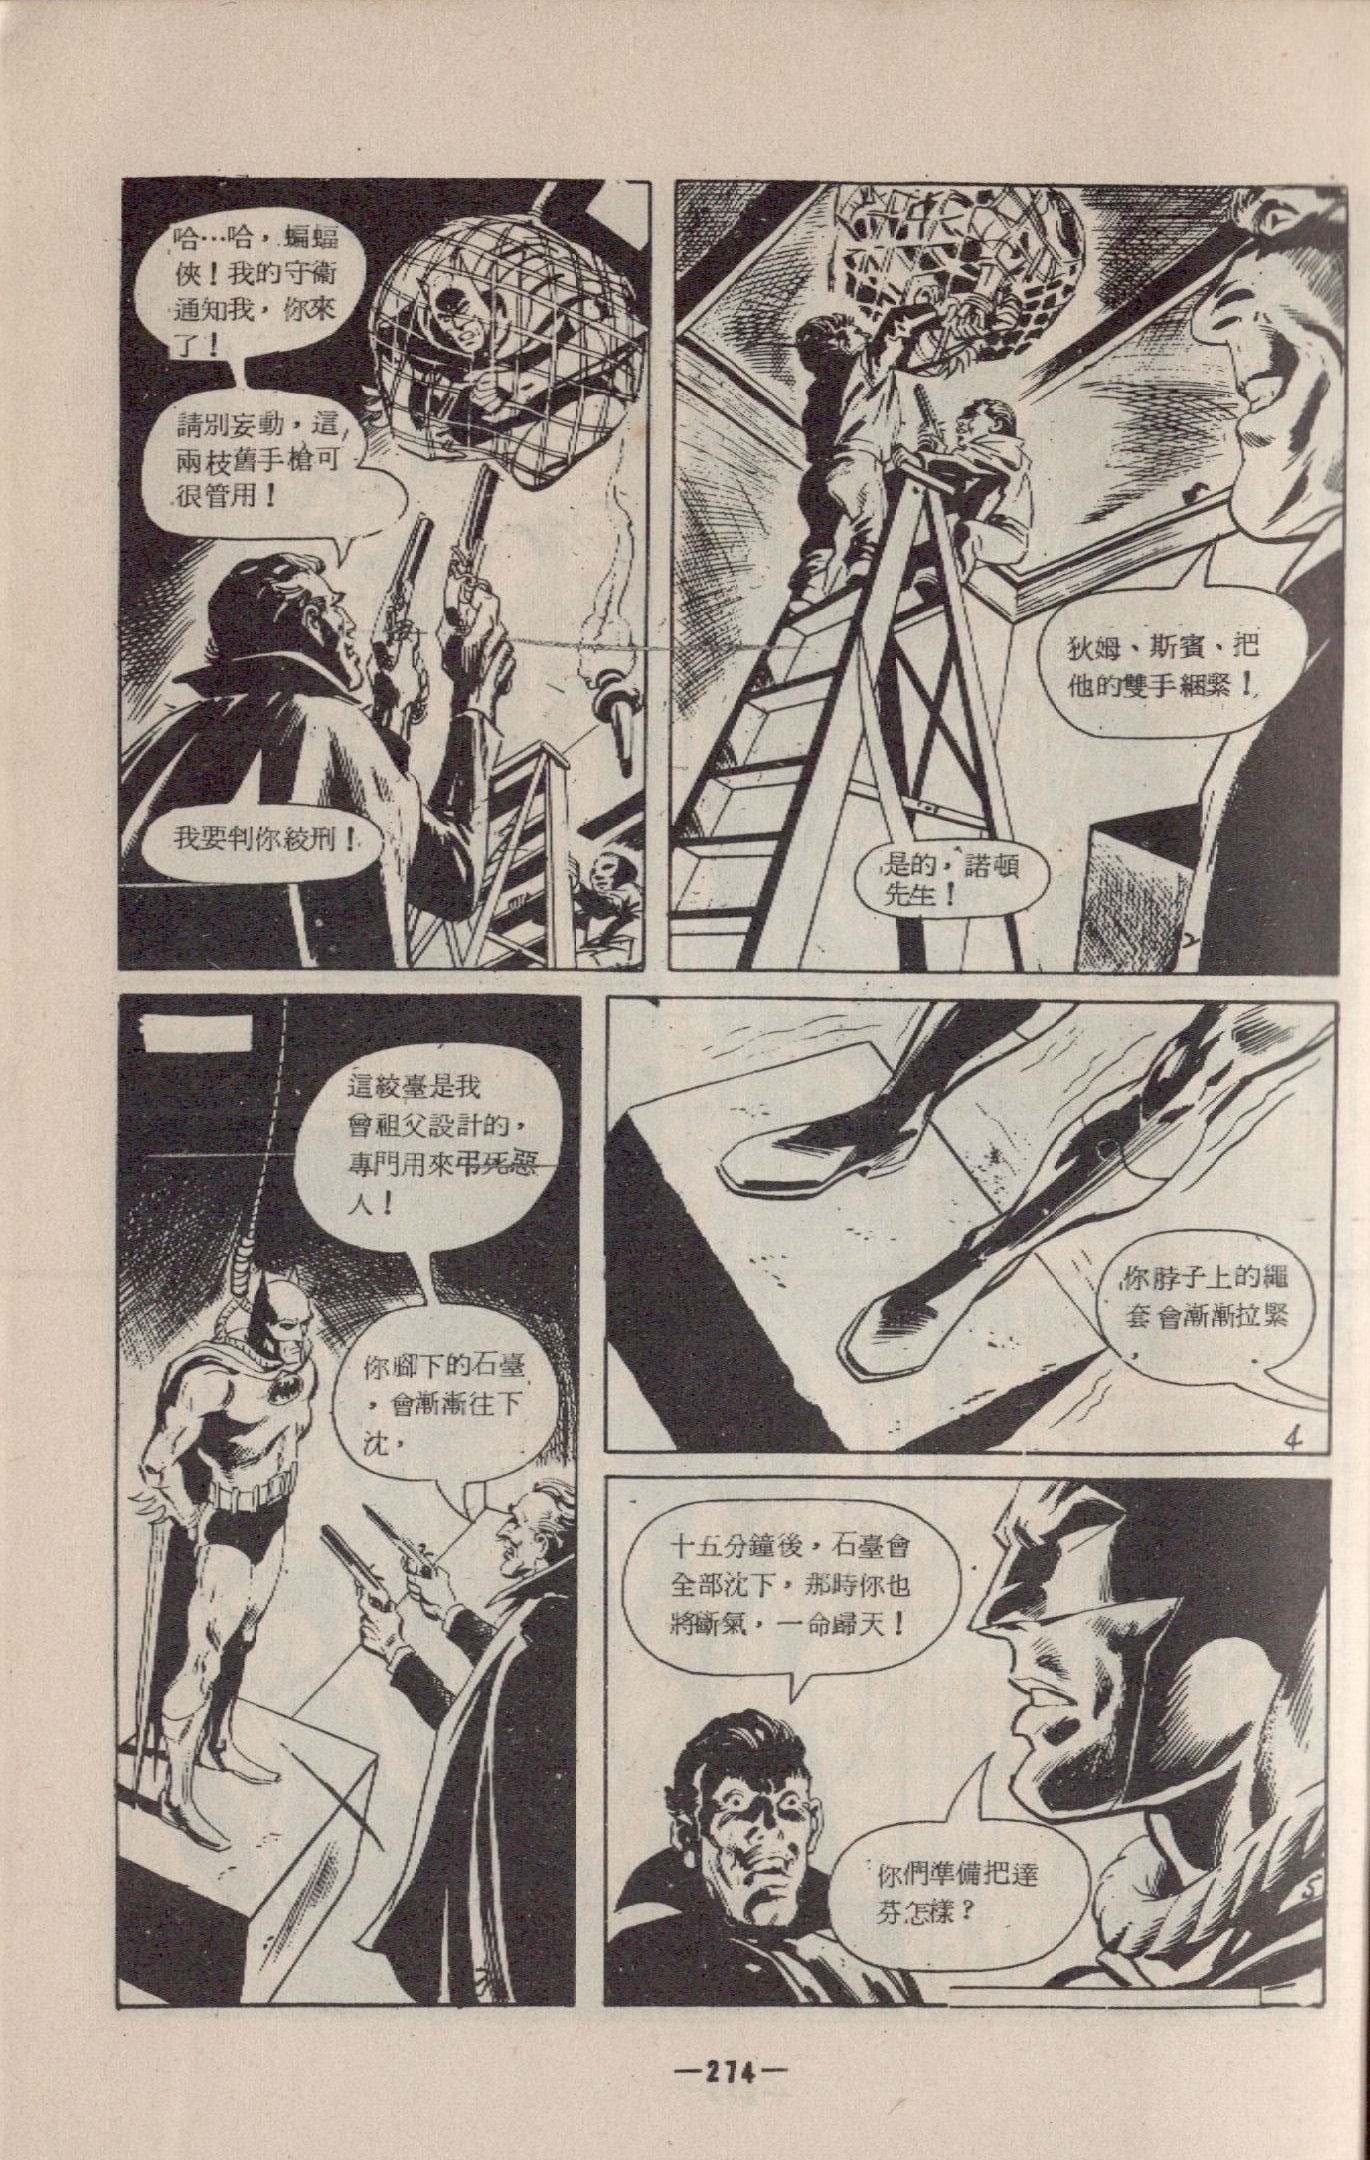 哈…哈，蝙蝠
俠！我的守衞
通知我，你來
了！
請別妄動，這
兩枝舊手槍可
很管用！
我要判你絞刑！
狄姆、斯賓、把
他的雙手綑緊！
是的，諾頓
先生！
2
這絞臺是我
曾祖父設計的，
專門用來弔死惡
人！
你腳下的石臺
，會漸漸往下
沈，
你脖子上的繩
套會漸漸拉緊
，
4
十五分鐘後，石臺會
全部沈下，那時你也
將斷氣，一命歸天！
你們準備把達
芬怎樣？
5
—274—